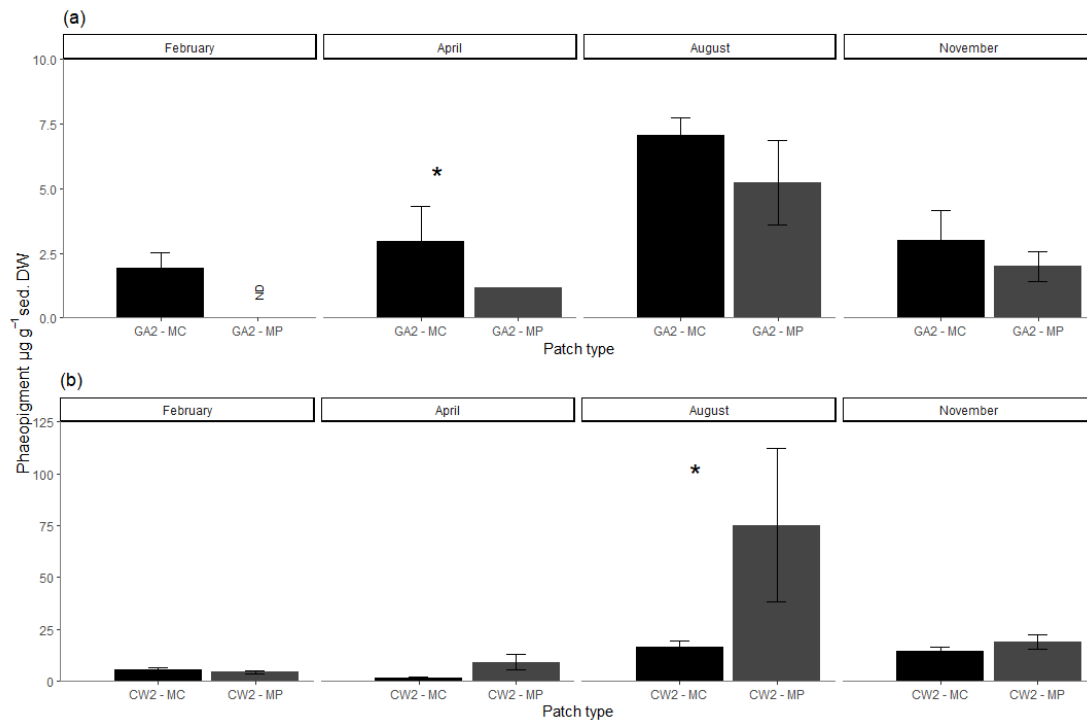 (a)
February April August November
10.0
7.5
5.0
2.5
0.0
* ND
GA2 - MC GA2 - MP GA2 - MC GA2 - MP GA2 - MC GA2 - MP GA2 - MC GA2 - MP
Patch type
Phaeopigment µg g⁻¹ sed. DW
(b)
February April August November
125
100
75
50
25
0
*
CW2 - MC CW2 - MP CW2 - MC CW2 - MP CW2 - MC CW2 - MP CW2 - MC CW2 - MP
Patch type